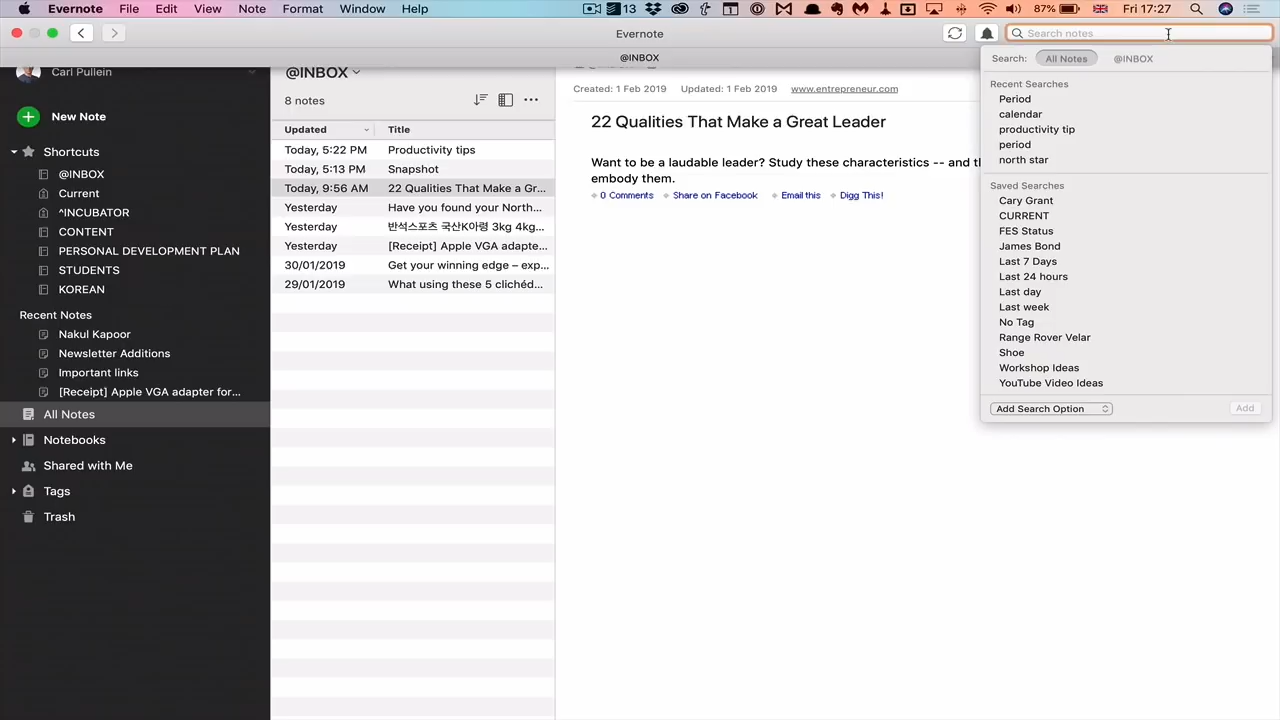 Evernote File Edit View Note Format Window Help 13 87% Fri 17:27
Evernote
Search notes
@INBOX
Carl Pullein
New Note
Shortcuts
@INBOX
Current
^INCUBATOR
CONTENT
PERSONAL DEVELOPMENT PLAN
STUDENTS
KOREAN
Recent Notes
Nakul Kapoor
Newsletter Additions
Important links
[Receipt] Apple VGA adapter for...
All Notes
Notebooks
Shared with Me
Tags
Trash
@INBOX
8 notes
Updated Title
Today, 5:22 PM Productivity tips
Today, 5:13 PM Snapshot
Today, 9:56 AM 22 Qualities That Make a Gr...
Yesterday Have you found your North...
Yesterday 반석스포츠 국산K아령 3kg 4kg...
Yesterday [Receipt] Apple VGA adapte...
30/01/2019 Get your winning edge – exp...
29/01/2019 What using these 5 clichéd...
Created: 1 Feb 2019 Updated: 1 Feb 2019 www.entrepreneur.com
22 Qualities That Make a Great Leader
Want to be a laudable leader? Study these characteristics -- and th
embody them.
0 Comments Share on Facebook Email this Digg This!
Search: All Notes @INBOX
Recent Searches
Period
calendar
productivity tip
period
north star
Saved Searches
Cary Grant
CURRENT
FES Status
James Bond
Last 7 Days
Last 24 hours
Last day
Last week
No Tag
Range Rover Velar
Shoe
Workshop Ideas
YouTube Video Ideas
Add Search Option Add